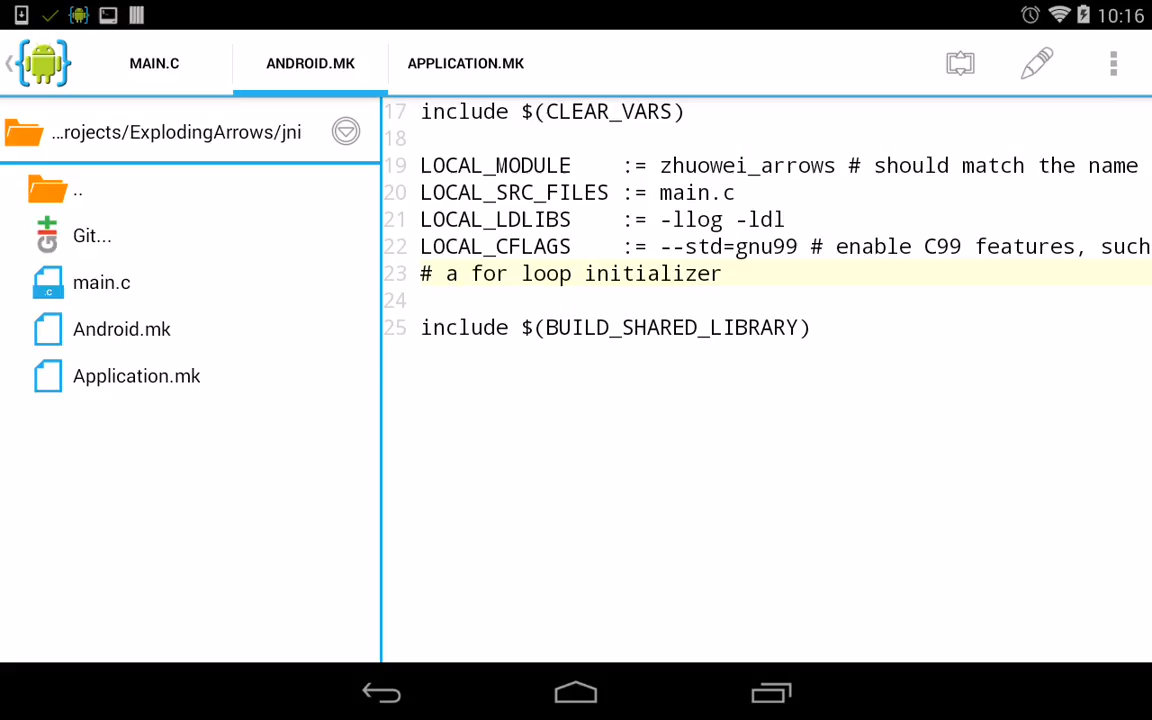 10:16
MAIN.C
ANDROID.MK
APPLICATION.MK
...rojects/ExplodingArrows/jni
..
Git...
main.c
.c
Android.mk
Application.mk
17 include $(CLEAR_VARS)
18
19 LOCAL_MODULE    := zhuowei_arrows # should match the name
20 LOCAL_SRC_FILES := main.c
21 LOCAL_LDLIBS    := -llog -ldl
22 LOCAL_CFLAGS    := --std=gnu99 # enable C99 features, such
23 # a for loop initializer
24
25 include $(BUILD_SHARED_LIBRARY)